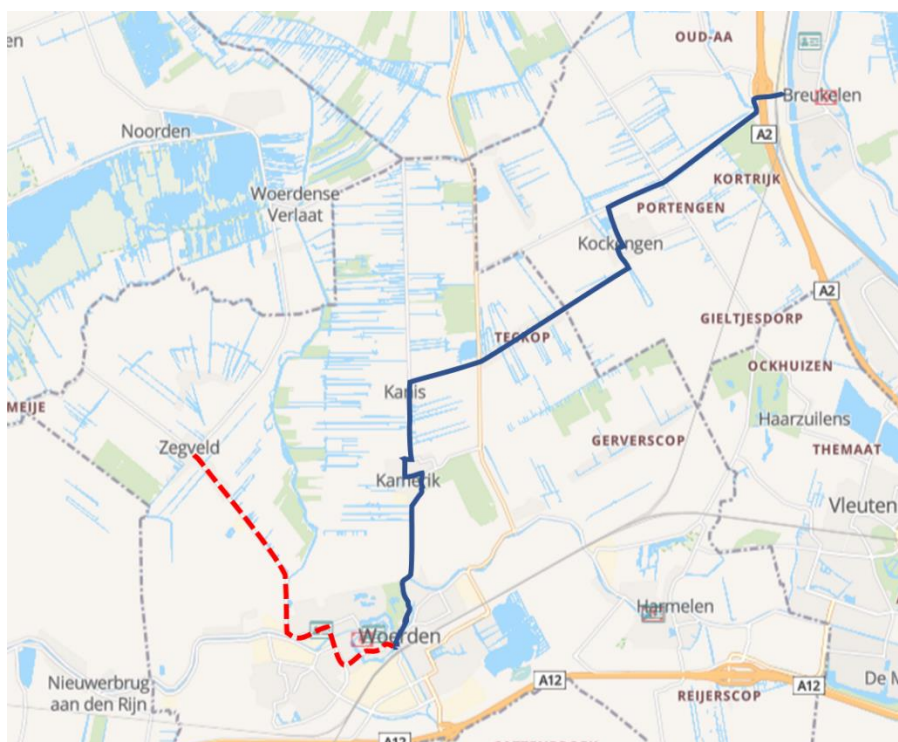 OUD-AA
en
Breukelen
Noorden
A2
KORTRIJK
Woerdense
Verlaat
PORTENGEN
Kockengen
A2
GIELTJESDORP
TECKOP
OCKHUIZEN
Kanis
MEIJE
Haarzuilens
Zegveld
GERVERSCOP
THEMAAT
Kamerik
Vleuten
Harmelen
Woerden
Nieuwerbrug
aan den Rijn
A12
A12
De M
REIJERSCOP
A12